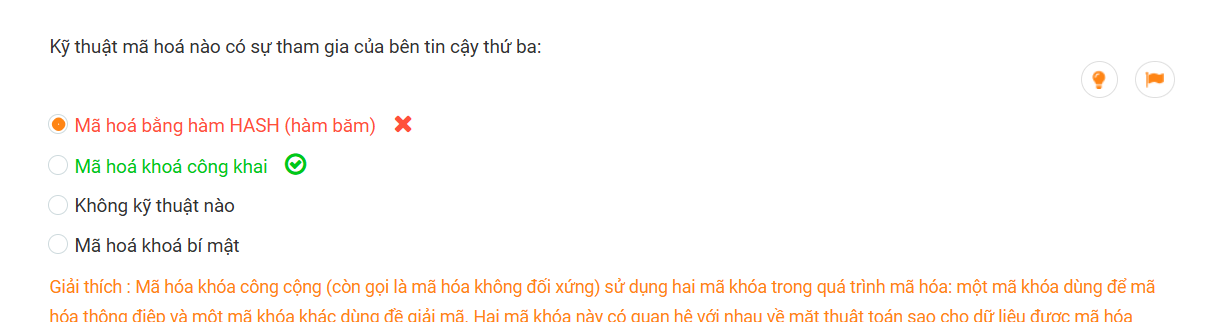 Kỹ thuật mã hoá nào có sự tham gia của bên tin cậy thứ ba:
Mã hoá bằng hàm HASH (hàm băm)
Mã hoá khoá công khai
Không kỹ thuật nào
Mã hoá khoá bí mật
Giải thích : Mã hóa khóa công cộng (còn gọi là mã hóa không đối xứng) sử dụng hai mã khóa trong quá trình mã hóa: một mã khóa dùng để mã
hóa thông điệp và một mã khóa khác dùng để giải mã. Hai mã khóa này có quan hệ với nhau về mặt thuật toán sao cho dữ liệu được mã hóa